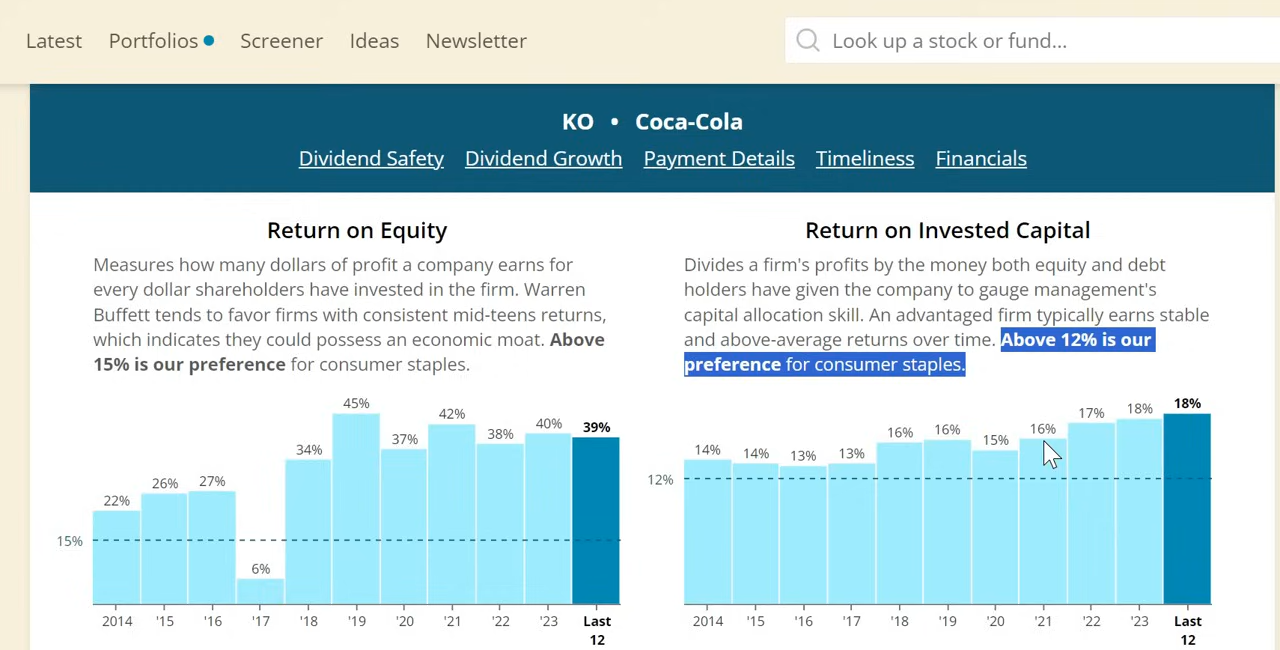 Latest Portfolios Screener Ideas Newsletter
Look up a stock or fund...
KO • Coca-Cola
Dividend Safety Dividend Growth Payment Details Timeliness Financials
Return on Equity
Measures how many dollars of profit a company earns for
every dollar shareholders have invested in the firm. Warren
Buffett tends to favor firms with consistent mid-teens returns,
which indicates they could possess an economic moat. Above
15% is our preference for consumer staples.
45%
42%
40%
39%
38%
37%
34%
27%
26%
22%
15%
6%
2014 '15 '16 '17 '18 '19 '20 '21 '22 '23 Last
12
Return on Invested Capital
Divides a firm's profits by the money both equity and debt
holders have given the company to gauge management's
capital allocation skill. An advantaged firm typically earns stable
and above-average returns over time. Above 12% is our
preference for consumer staples.
14% 14% 13% 13% 16% 16% 15% 16% 17% 18% 18%
12%
2014 '15 '16 '17 '18 '19 '20 '21 '22 '23 Last
12